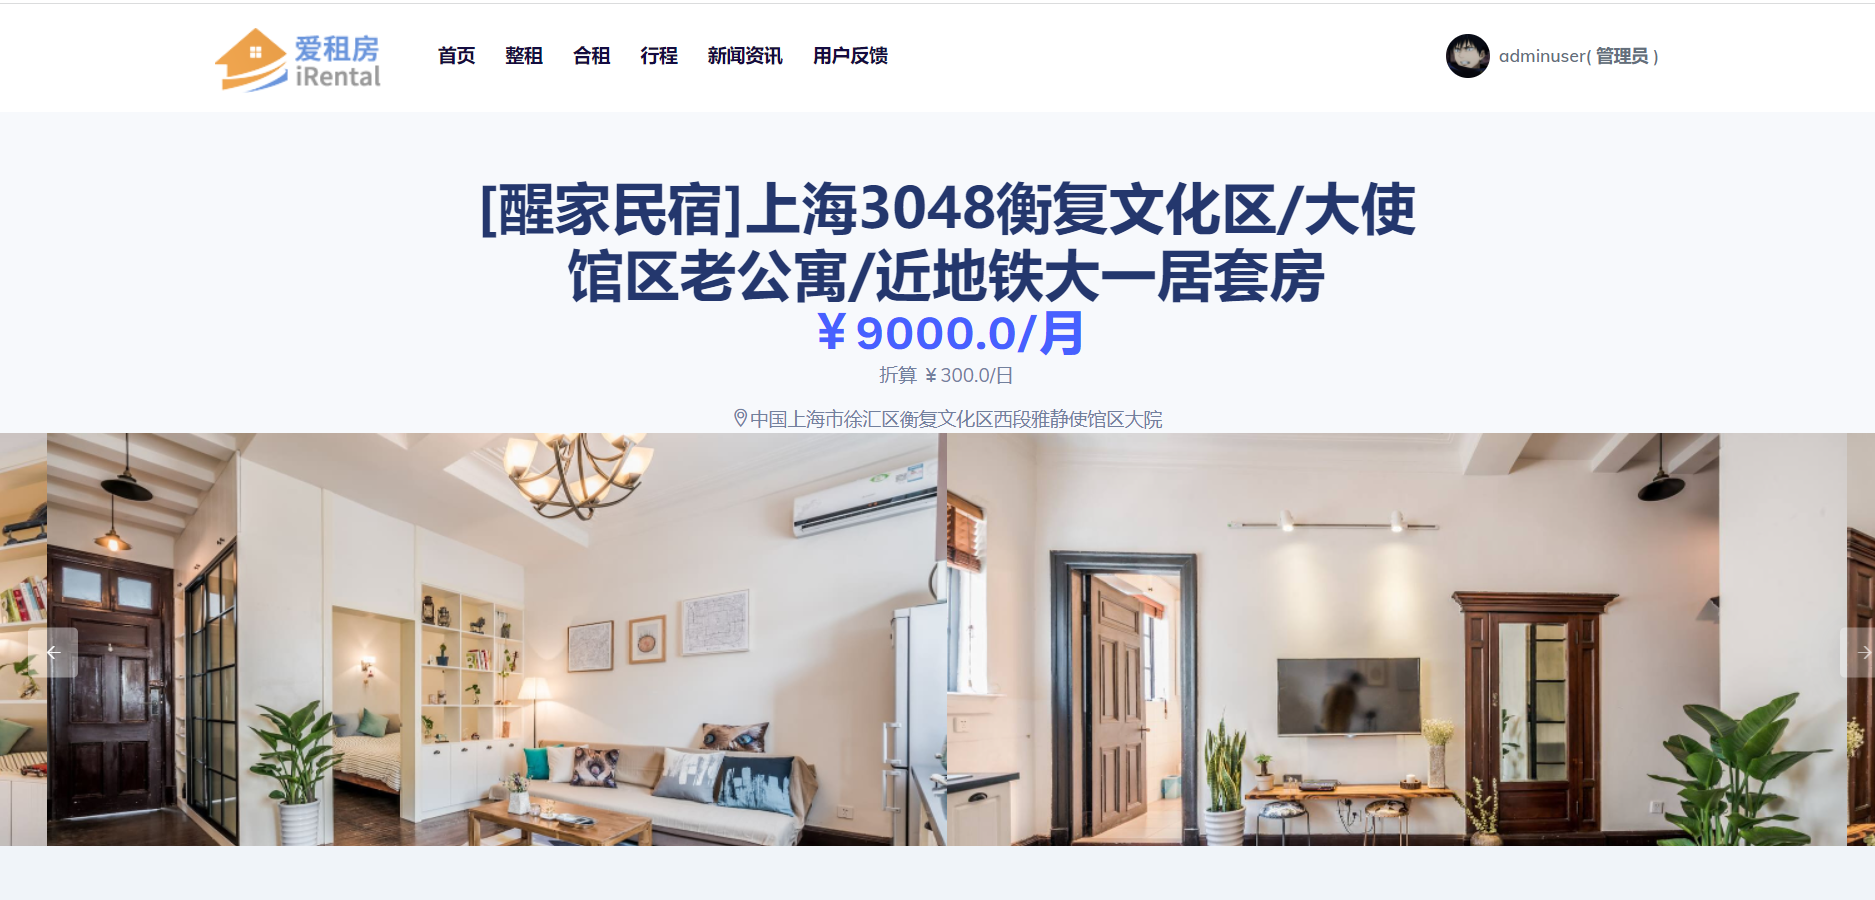 爱租房
iRental
首页 整租 合租 行程 新闻资讯 用户反馈
adminuser( 管理员 )
[醒家民宿]上海3048衡复文化区/大使
馆区老公寓/近地铁大一居套房
¥9000.0/月
折算 ¥300.0/日
中国上海市徐汇区衡复文化区西段雅静使馆区大院